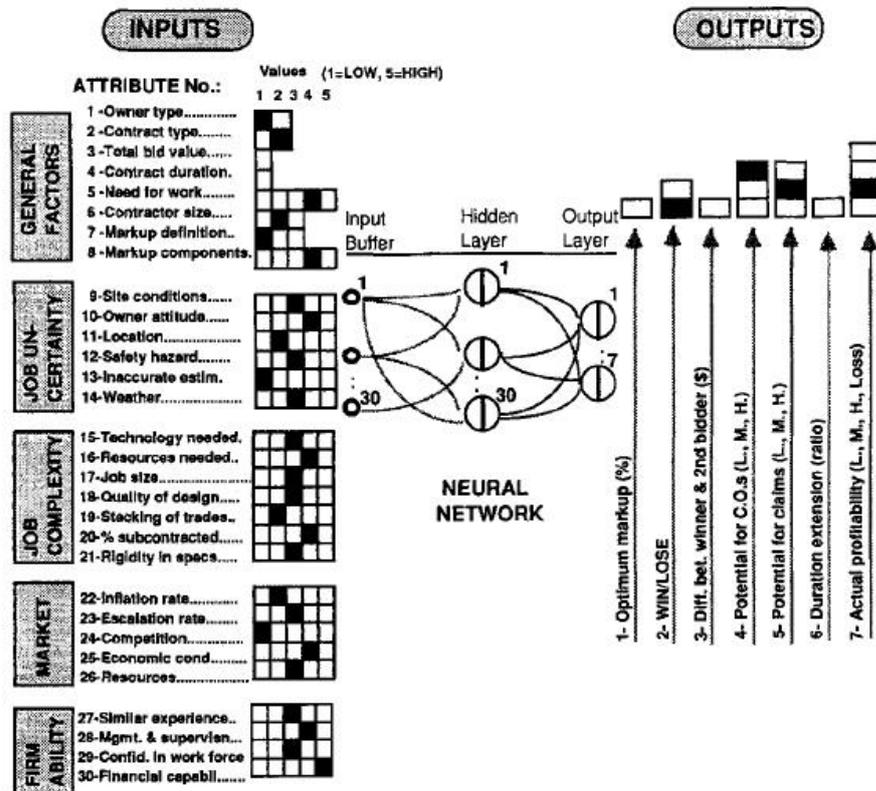 INPUTS
OUTPUTS
Values (1=LOW, 5=HIGH)
ATTRIBUTE No.:
1 2 3 4 5
GENERAL
FACTORS
1 -Owner type.............
2 -Contract type........
3 -Total bid value......
4 -Contract duration.
5 -Need for work........
6 -Contractor size.....
7 -Markup definition..
8 -Markup components.
JOB UN-
CERTAINTY
9-Site conditions......
10-Owner attitude......
11-Location................
12-Safety hazard........
13-Inaccurate estim.
14-Weather...................
JOB
COMPLEXITY
15-Technology needed.
16-Resources needed..
17-Job size.................
18-Quality of design.....
19-Stacking of trades..
20-% subcontracted......
21-Rigidity in specs.....
MARKET
22-Inflation rate............
23-Escalation rate........
24-Competition..............
25-Economic cond.........
26-Resources.................
FIRM
ABILITY
27-Similar experience..
28-Mgmt. & supervisn...
29-Confid. in work force
30-Financial capabil.......
Input
Buffer
Hidden
Layer
Output
Layer
1
30
1
30
1
7
NEURAL
NETWORK
1- Optimum markup (%)
2- WIN/LOSE
3- Diff. bet. winner & 2nd bidder ($)
4- Potential for C.O.s (L., M., H.)
5- Potential for claims (L., M., H.)
6- Duration extension (ratio)
7- Actual profitability (L., M., H., Loss)